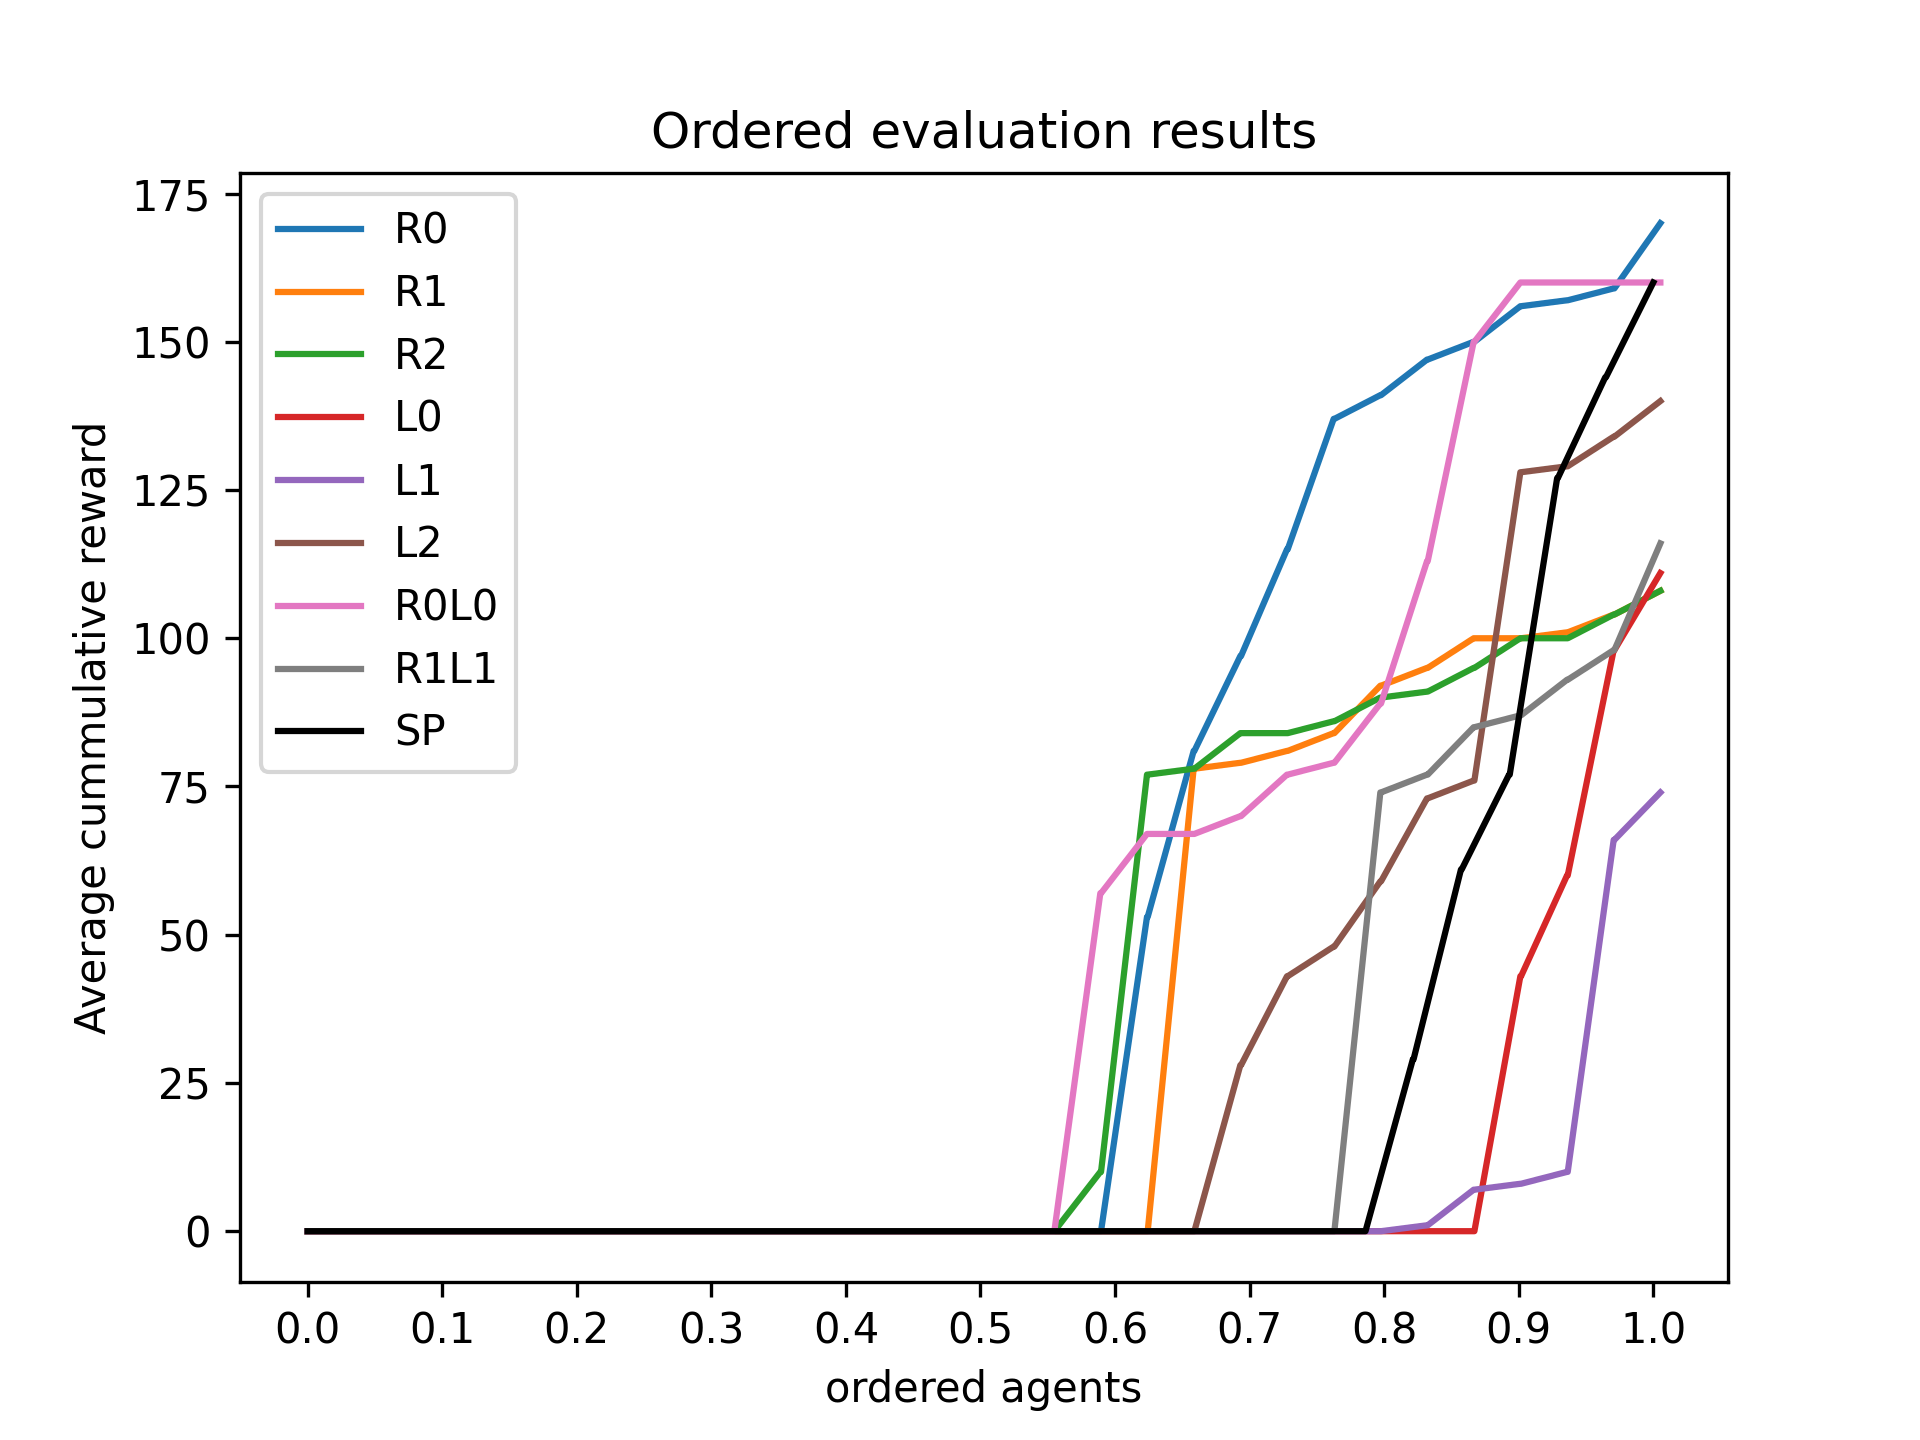 Ordered evaluation results
175
150
125
100
75
50
25
0
Average cummulative reward
R0
R1
R2
L0
L1
L2
R0L0
R1L1
SP
0.0 0.1 0.2 0.3 0.4 0.5 0.6 0.7 0.8 0.9 1.0
ordered agents